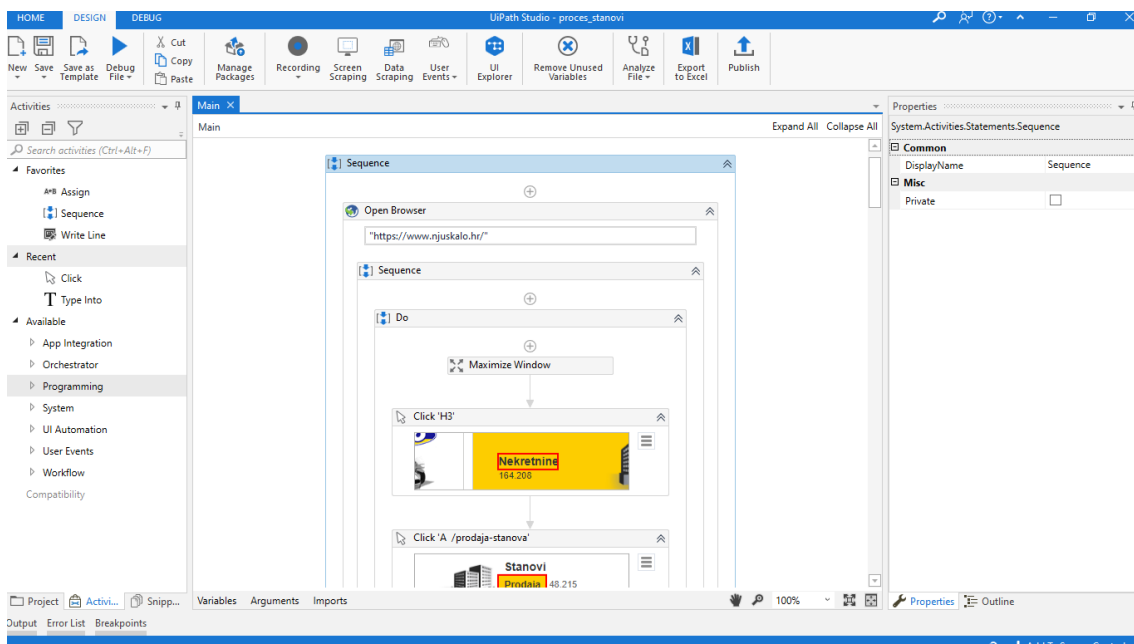 HOME DESIGN DEBUG UiPath Studio - proces_stanovi
New Save Save as Template Debug File Cut Copy Paste Manage Packages Recording Screen Scraping Data Scraping User Events UI Explorer Remove Unused Variables Analyze File Export to Excel Publish
Activities
Search activities (Ctrl+Alt+F)
Favorites
A*B Assign
Sequence
Write Line
Recent
Click
T Type Into
Available
App Integration
Orchestrator
Programming
System
UI Automation
User Events
Workflow
Compatibility
Project Activi... Snipp...
Main
Main Expand All Collapse All
Sequence
Open Browser
"https://www.njuskalo.hr/"
Sequence
Do
Maximize Window
Click 'H3'
Nekretnine
164.208
Click 'A /prodaja-stanova'
Stanovi
Prodaja 48.215
Variables Arguments Imports 100%
Properties
System.Activities.Statements.Sequence
Common
DisplayName Sequence
Misc
Private
Properties Outline
Output Error List Breakpoints